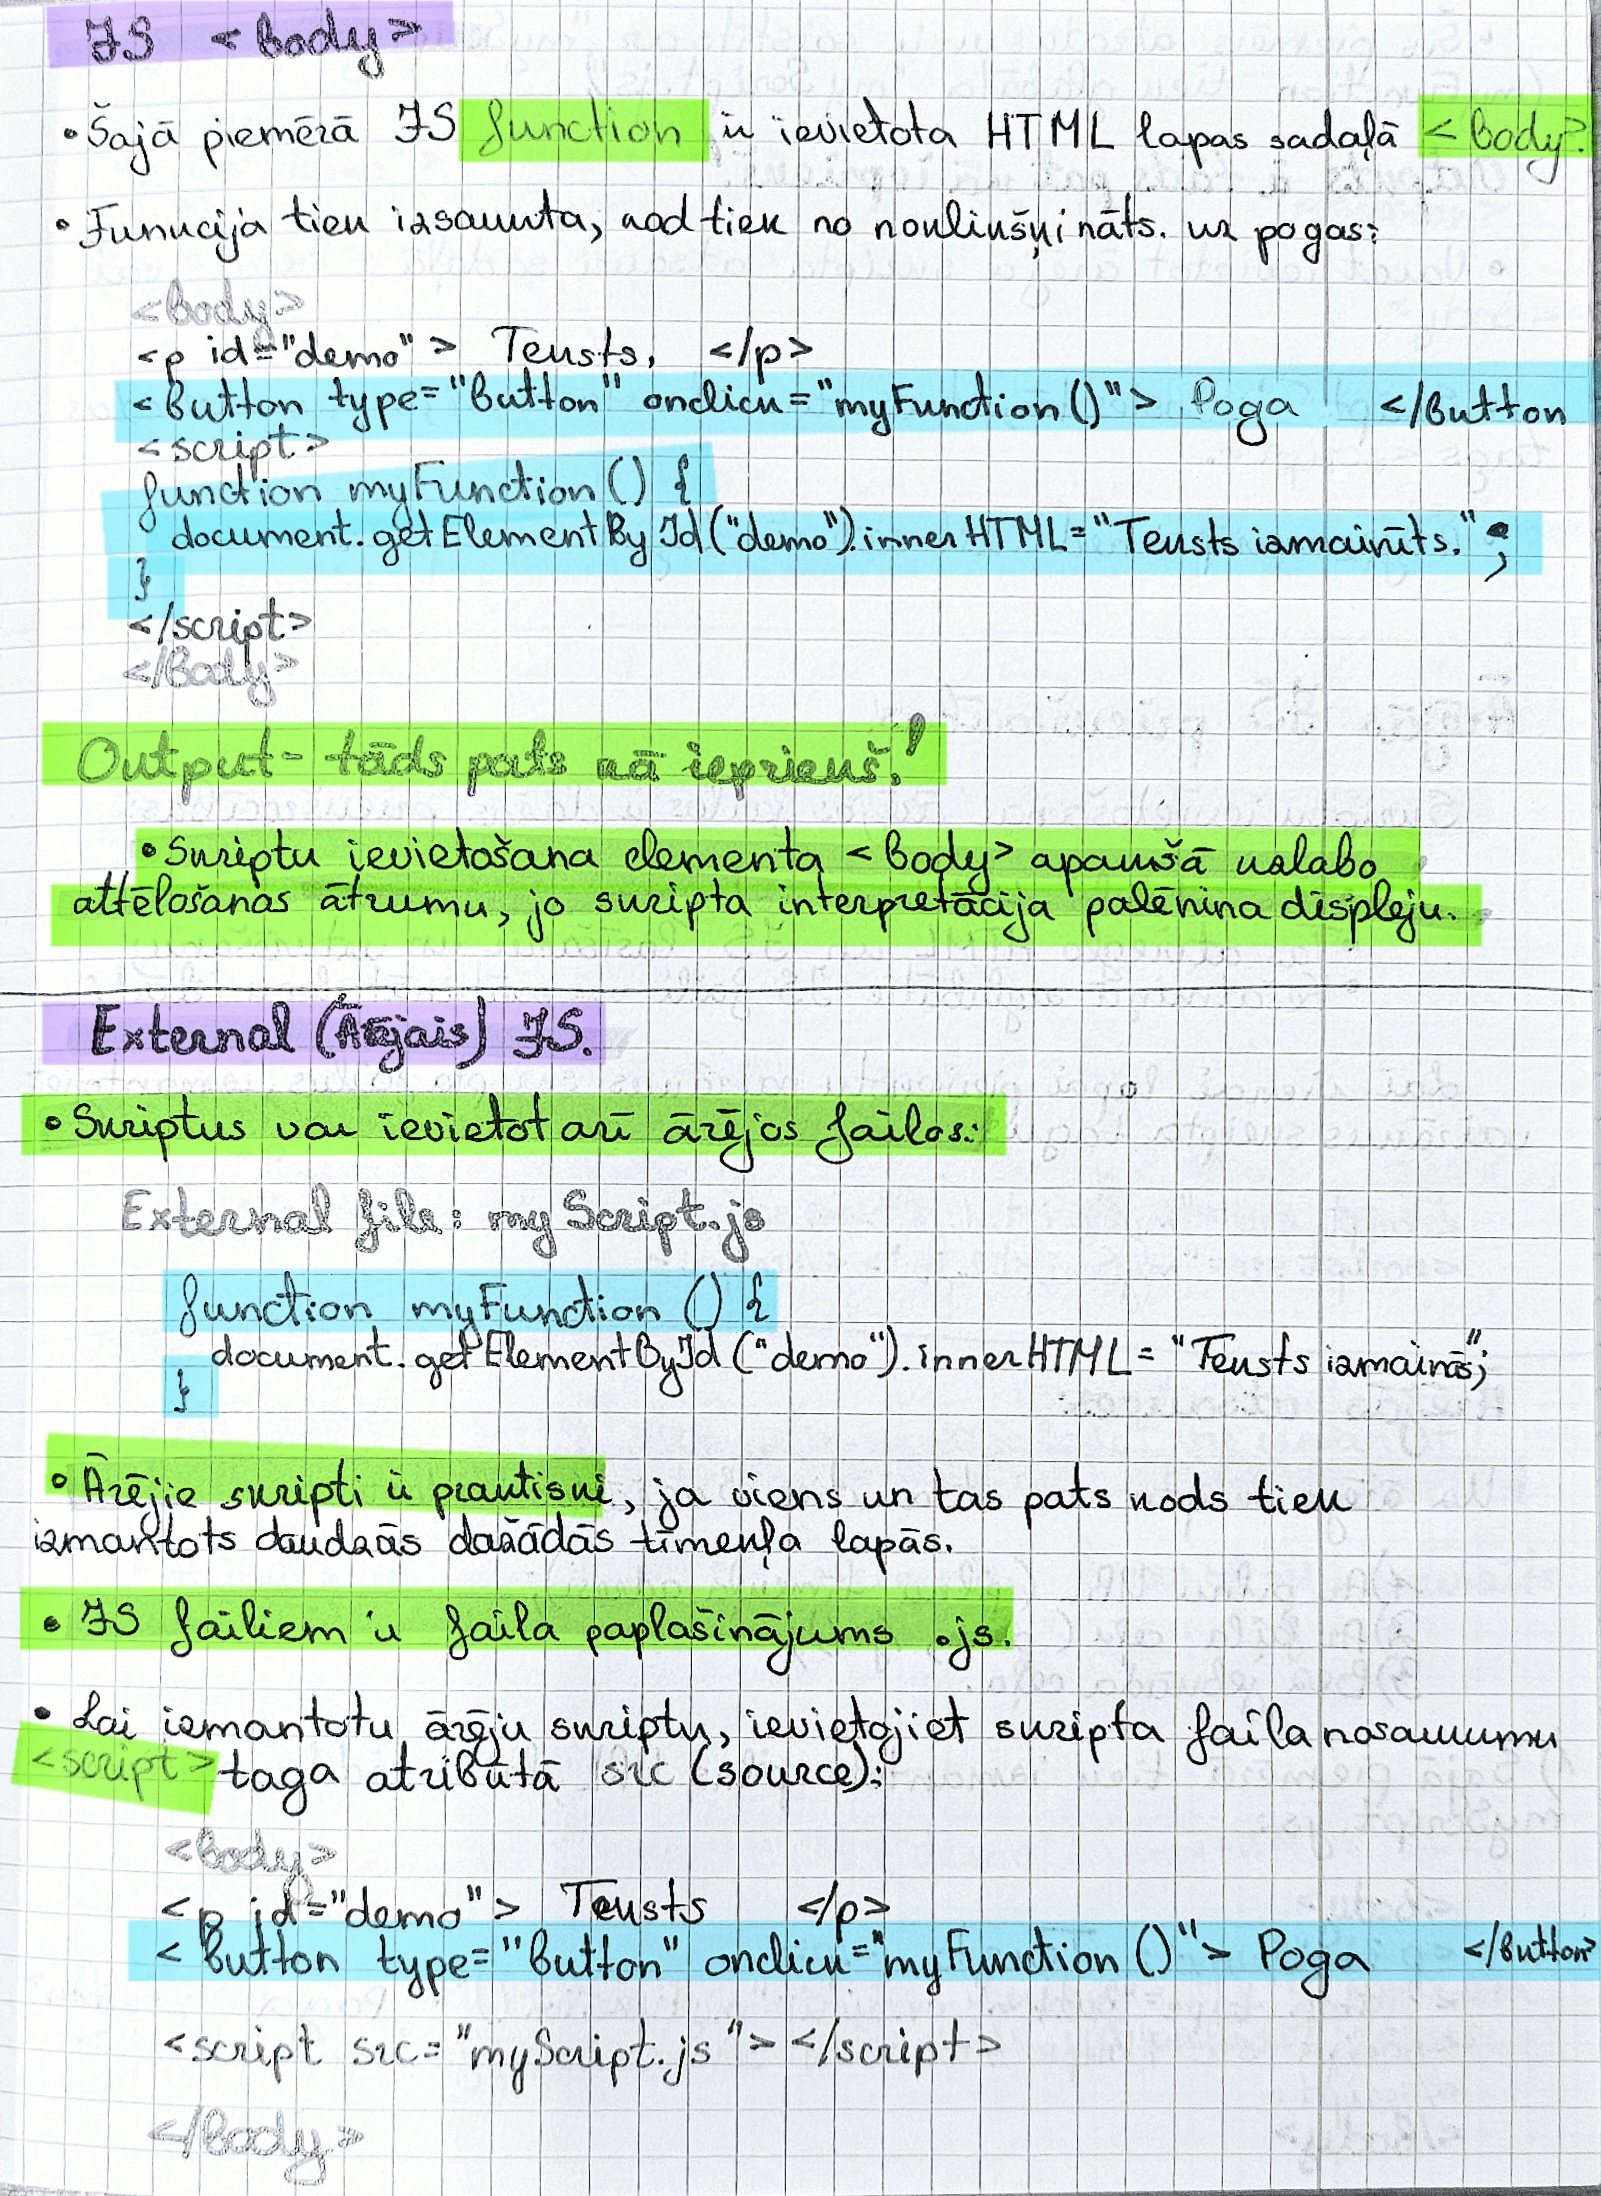 JS <body>
• Šajā piemērā JS function ir ievietota HTML lapas sadaļā <body>
• Funkcija tiek izsaukta, kad tiek no noklikšķināts. uz pogas:
<body>
<p id="demo"> Teksts, </p>
<button type="button" onclick="myFunction()"> Poga </button
<script>
function myFunction() {
document.getElementById("demo").innerHTML="Teksts izmainīts.";
}
</script>
</body>
Output - tāds pats kā iepriekš!
• Skriptu ievietošana elementa <body> apakšā uzlabo
attēlošanas ātrumu, jo skripta interpretācija palēnina displeju.
External (Ārējais) JS.
• Skriptus var ievietot arī ārējos failos:
External file: myScript.js
function myFunction () {
document.getElementById("demo").innerHTML = "Teksts izmainās";
}
• Ārējie skripti ir praktiski, ja viens un tas pats kods tiek
izmantots daudzās dažādās tīmekļa lapās.
• JS failiem ir faila paplašinājums .js.
• Lai izmantotu ārēju skriptu, ievietojiet skripta faila nosaukumu
<script> taga atribūtā src (source):
<body>
<p id="demo"> Teksts </p>
<button type="button" onclick="myFunction()"> Poga </button>
<script src="myScript.js"></script>
</body>